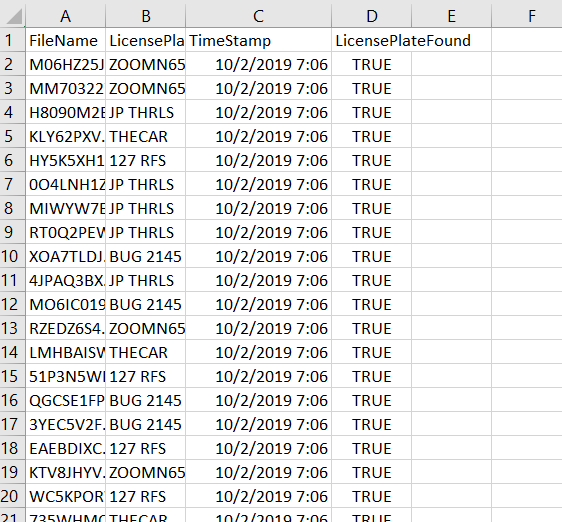 A B C D E F
1 FileName LicensePla TimeStamp LicensePlateFound
2 M06HZ25J ZOOMN65 10/2/2019 7:06 TRUE
3 MM70322 ZOOMN65 10/2/2019 7:06 TRUE
4 H8090M2E JP THRLS 10/2/2019 7:06 TRUE
5 KLY62PXV. THECAR 10/2/2019 7:06 TRUE
6 HY5K5XH1 127 RFS 10/2/2019 7:06 TRUE
7 0O4LNH1Z JP THRLS 10/2/2019 7:06 TRUE
8 MIWYW7E JP THRLS 10/2/2019 7:06 TRUE
9 RT0Q2PEW JP THRLS 10/2/2019 7:06 TRUE
10 XOA7TLDJ. BUG 2145 10/2/2019 7:06 TRUE
11 4JPAQ3BX. JP THRLS 10/2/2019 7:06 TRUE
12 MO6IC019 BUG 2145 10/2/2019 7:06 TRUE
13 RZEDZ6S4. ZOOMN65 10/2/2019 7:06 TRUE
14 LMHBAISW THECAR 10/2/2019 7:06 TRUE
15 51P3N5WI 127 RFS 10/2/2019 7:06 TRUE
16 QGCSE1FP BUG 2145 10/2/2019 7:06 TRUE
17 3YEC5V2F. BUG 2145 10/2/2019 7:06 TRUE
18 EAEBDIXC. 127 RFS 10/2/2019 7:06 TRUE
19 KTV8JHYV. ZOOMN65 10/2/2019 7:06 TRUE
20 WC5KPOR 127 RFS 10/2/2019 7:06 TRUE
21 735WHMC THECAR 10/2/2019 7:06 TRUE